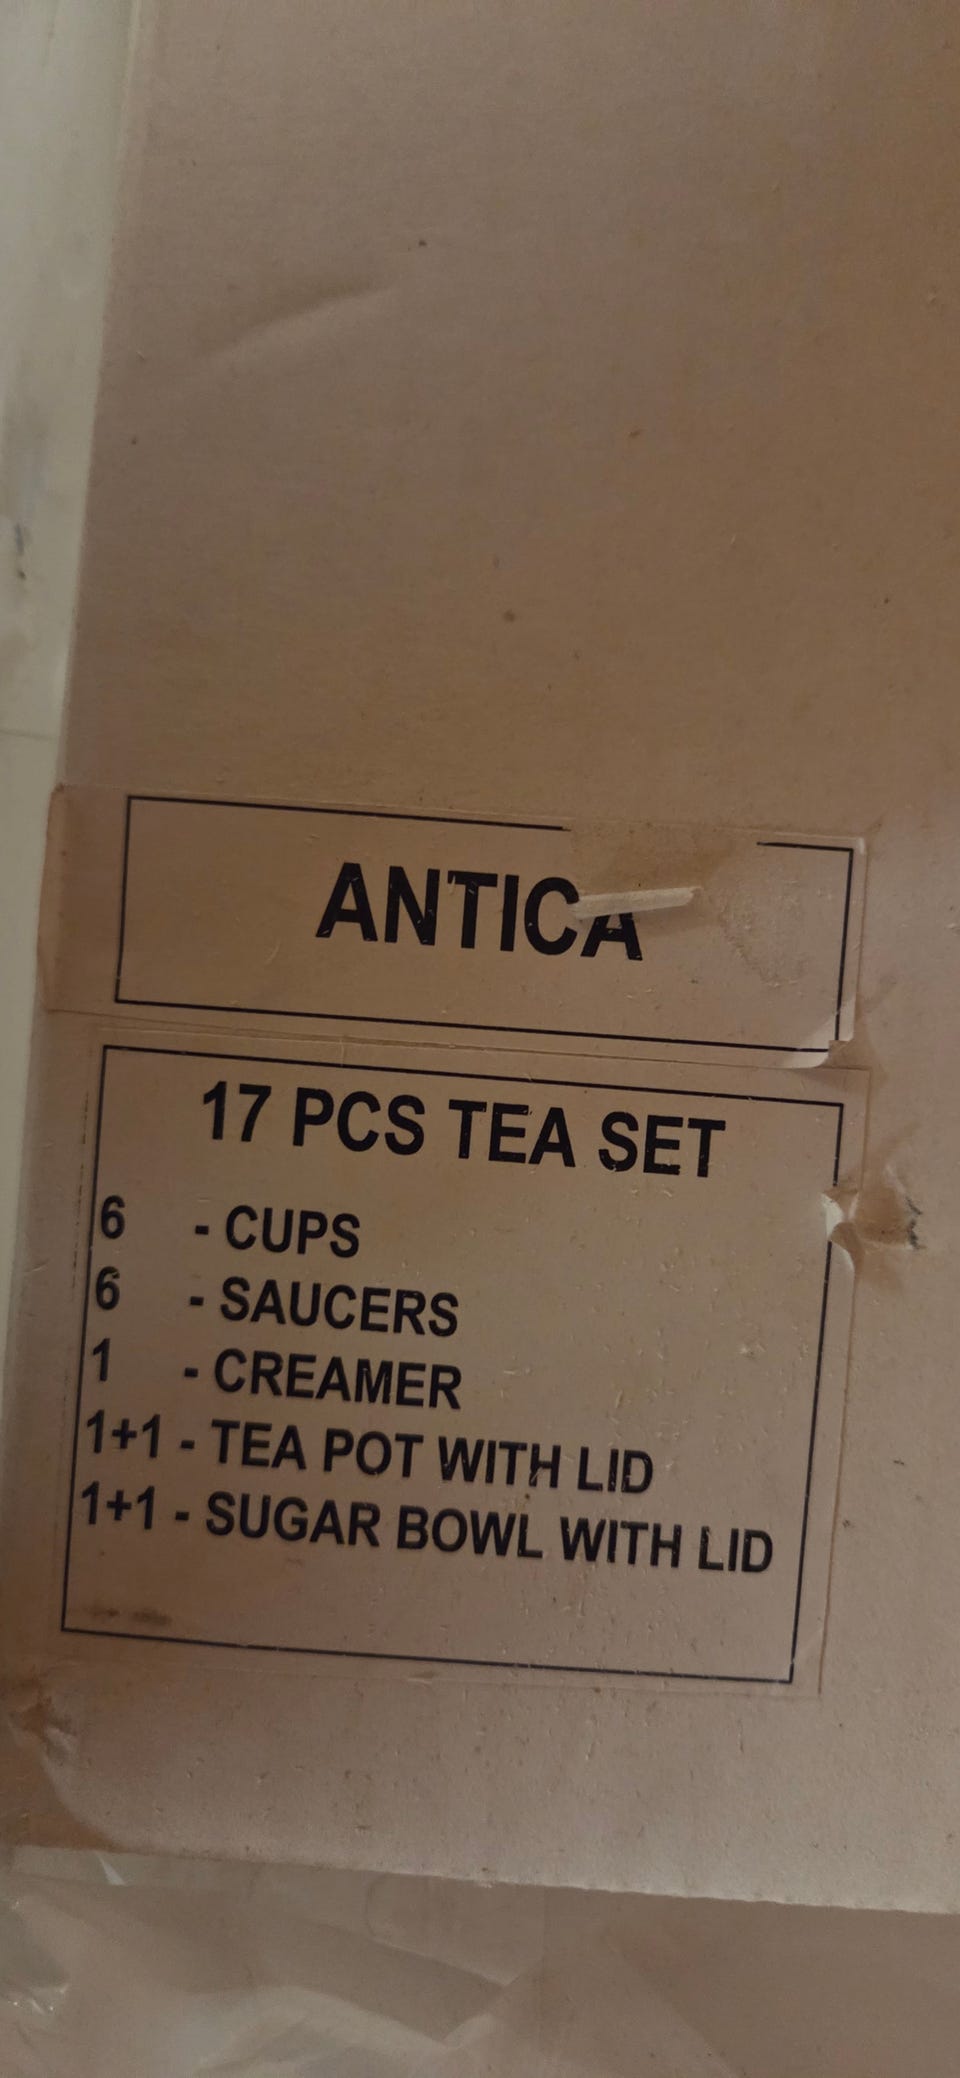 ANTICA
17 PCS TEA SET
6 - CUPS
6 - SAUCERS
1 - CREAMER
1+1 - TEA POT WITH LID
1+1 - SUGAR BOWL WITH LID